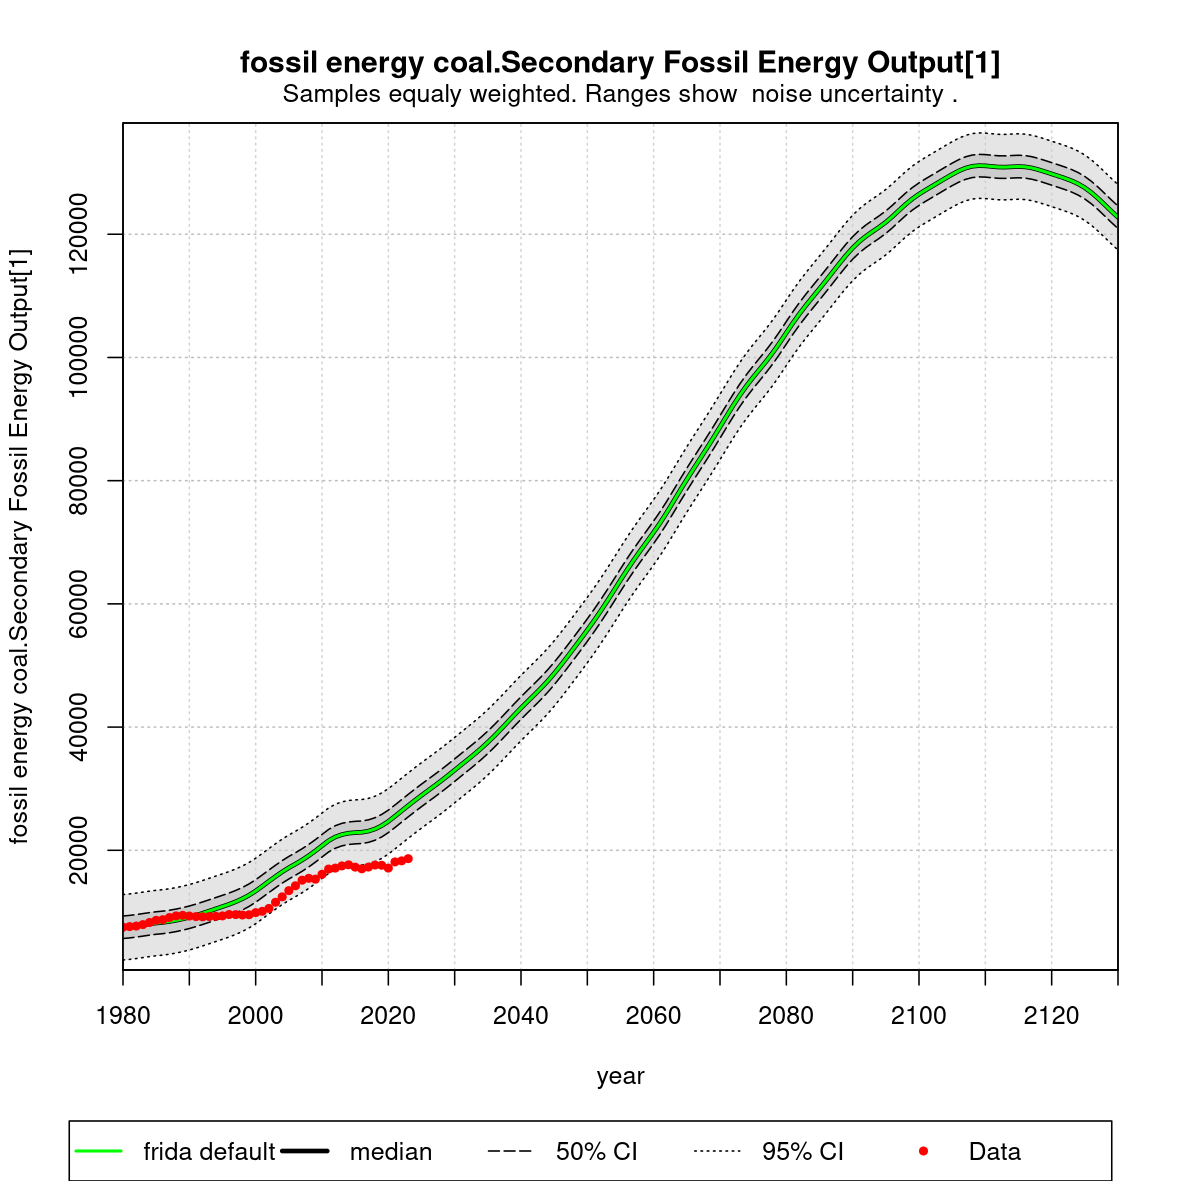 fossil energy coal.Secondary Fossil Energy Output[1]
Samples equaly weighted. Ranges show  noise uncertainty .
fossil energy coal.Secondary Fossil Energy Output[1]
120000
100000
80000
60000
40000
20000
1980 2000 2020 2040 2060 2080 2100 2120
year
frida default median 50% CI 95% CI Data